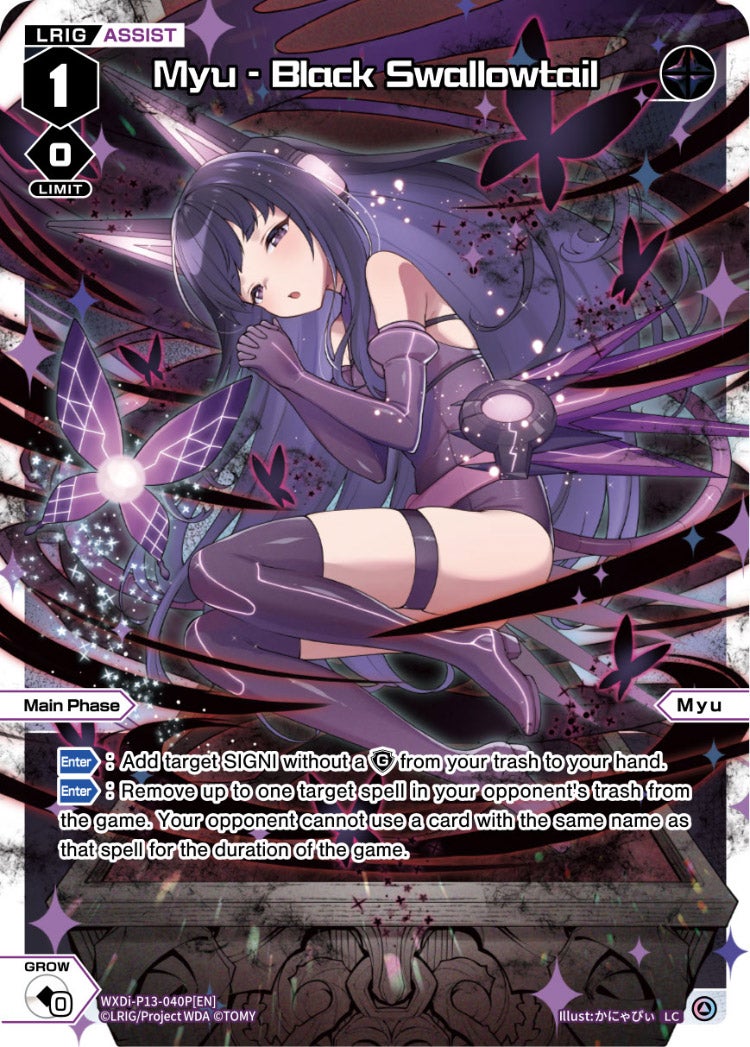 LRIG ASSIST
1
Myu - Black Swallowtail
0
LIMIT
Main Phase
Myu
Enter : Add target SIGNI without a G from your trash to your hand.
Enter : Remove up to one target spell in your opponent's trash from
the game. Your opponent cannot use a card with the same name as
that spell for the duration of the game.
GROW
0
WXDi-P13-040P[EN]
©LRIG/Project WDA ©TOMY
Illust:かにゃぴぃ LC